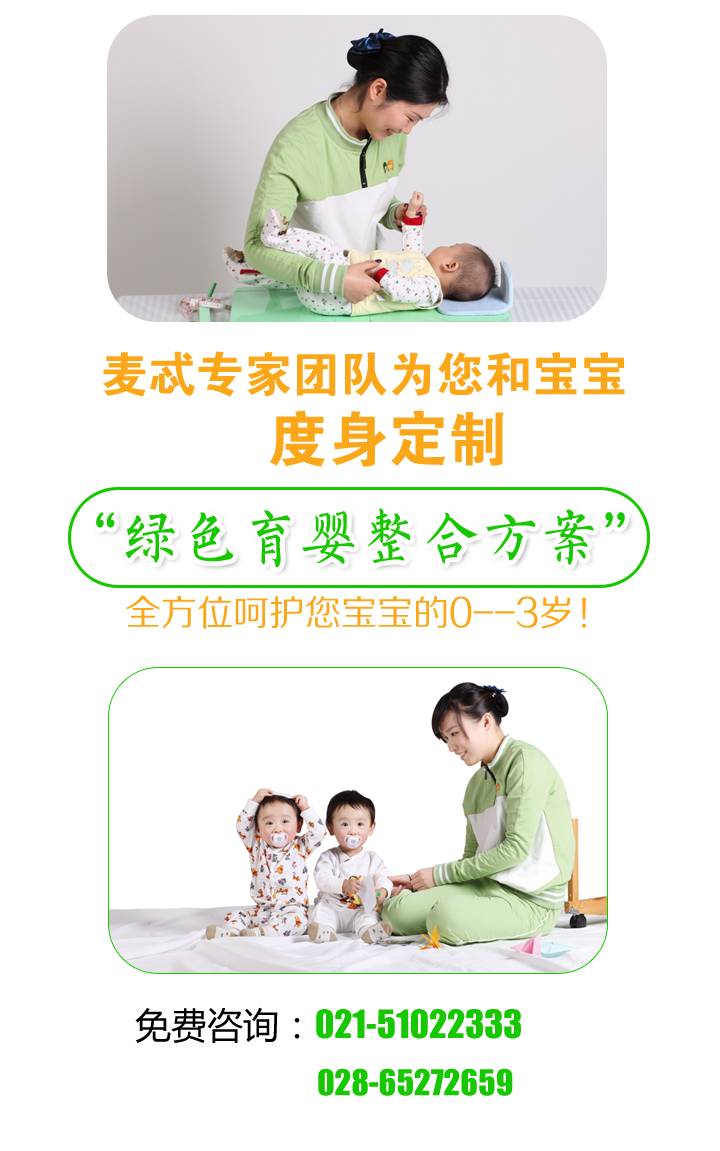 麦忒专家团队为您和宝宝
度身定制
“绿色育婴整合方案”
全方位呵护您宝宝的0--3岁！
免费咨询：021-51022333
028-65272659